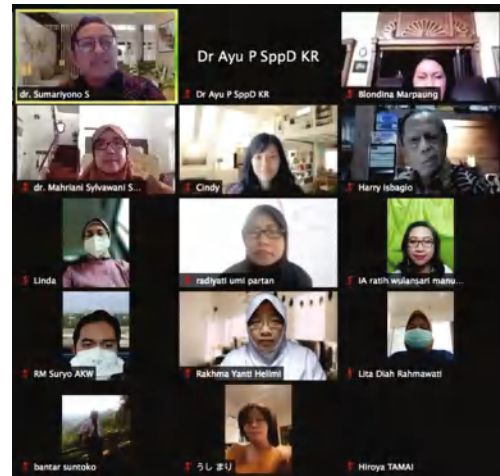 dr. Sumariyono S
Dr Ayu P SppD KR
Dr Ayu P SppD KR
Blondina Marpaung
dr. Mahriani Sylvawani S...
Cindy
Harry Isbagio
Linda
radiyati umi partan
IA ratih wulansari manu...
RM Suryo AKW
Rakhma Yanti Hellmi
Lita Diah Rahmawati
bantar suntoko
うし まり
Hiroya TAMAI